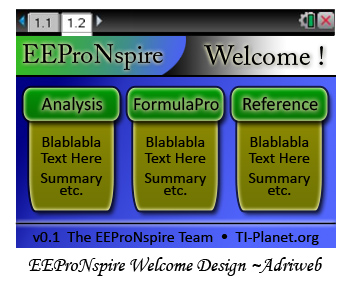 1.1 1.2
EEProNspire Welcome !
Analysis FormulaPro Reference
Blablabla Blablabla Blablabla
Text Here Text Here Text Here
Summary Summary Summary
etc. etc. etc.
v0.1 The EEProNspire Team • TI-Planet.org
EEProNspire Welcome Design ~Adriweb